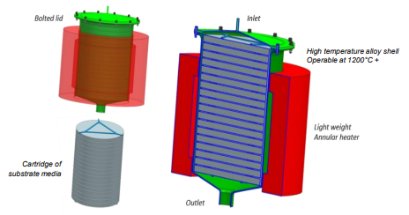 Bolted lid
Inlet
High temperature alloy shell
Operable at 1200°C +
Light weight
Annular heater
Cartridge of
substrate media
Outlet